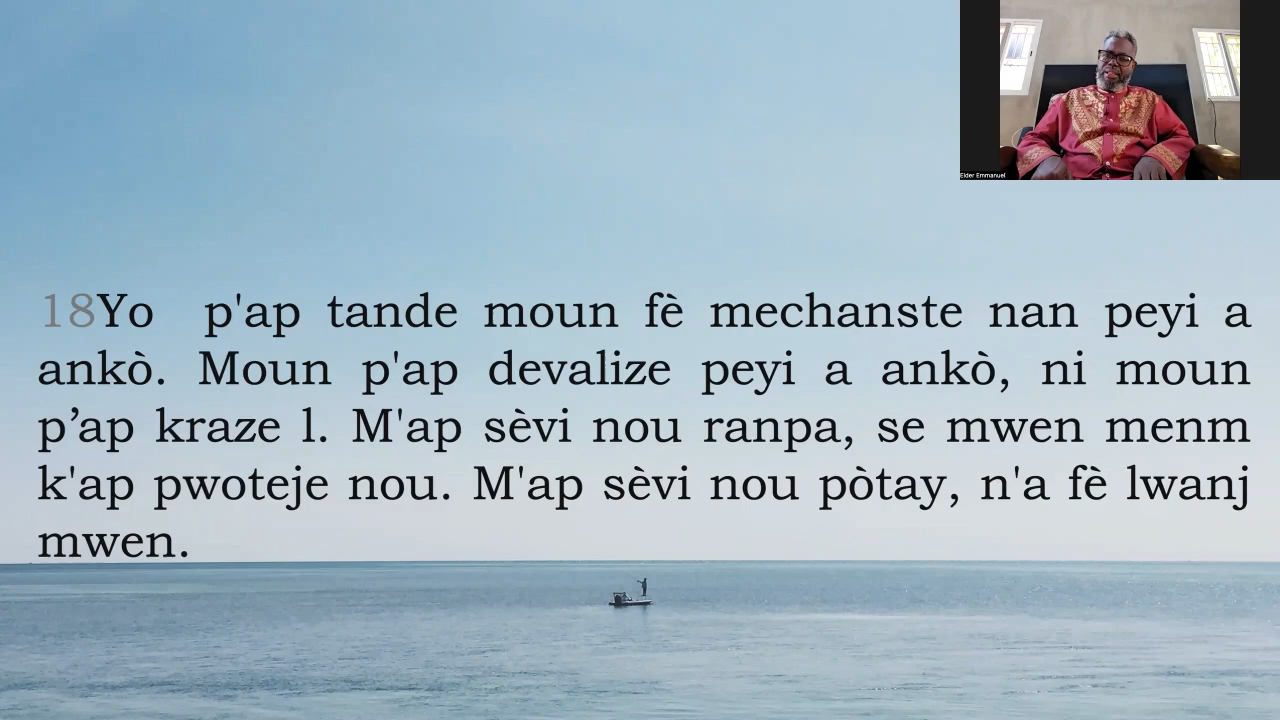 Elder Emmanuel
18Yo p'ap tande moun fè mechanste nan peyi a
ankò. Moun p'ap devalize peyi a ankò, ni moun
p’ap kraze l. M'ap sèvi nou ranpa, se mwen menm
k'ap pwoteje nou. M'ap sèvi nou pòtay, n'a fè lwanj
mwen.